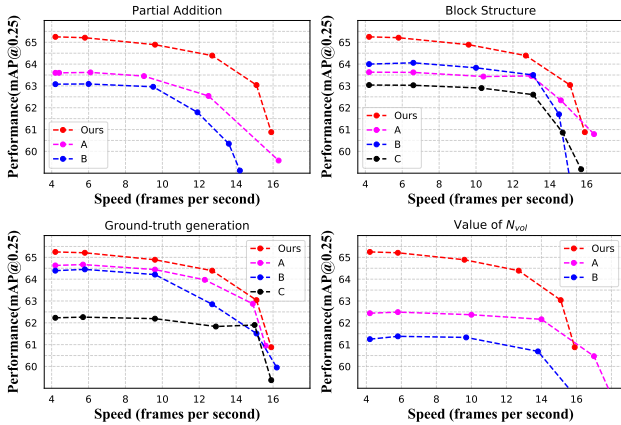 Partial Addition
Performance(mAP@0.25)
65
64
63
62
61
60
Ours
A
B
4 6 8 10 12 14 16
Speed (frames per second)
Block Structure
Performance(mAP@0.25)
65
64
63
62
61
60
Ours
A
B
C
4 6 8 10 12 14 16
Speed (frames per second)
Ground-truth generation
Performance(mAP@0.25)
65
64
63
62
61
60
Ours
A
B
C
4 6 8 10 12 14 16
Speed (frames per second)
Value of N_vol
Performance(mAP@0.25)
65
64
63
62
61
60
Ours
A
B
4 6 8 10 12 14 16
Speed (frames per second)